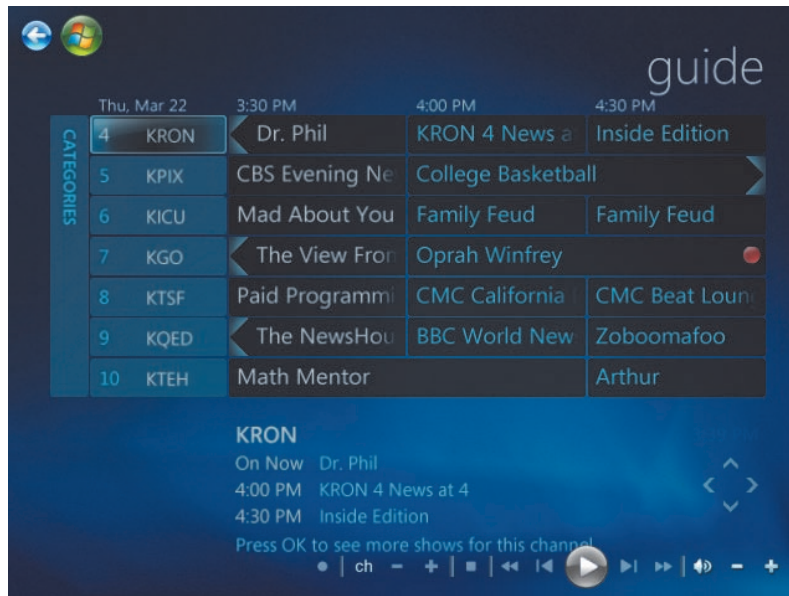 guide
Thu, Mar 22 3:30 PM 4:00 PM 4:30 PM
CATEGORIES
4 KRON Dr. Phil KRON 4 News a Inside Edition
5 KPIX CBS Evening Ne College Basketball
6 KICU Mad About You Family Feud Family Feud
7 KGO The View From Oprah Winfrey
8 KTSF Paid Programmi CMC California CMC Beat Loun
9 KQED The NewsHou BBC World New Zoboomafoo
10 KTEH Math Mentor Arthur
KRON
On Now Dr. Phil
4:00 PM KRON 4 News at 4
4:30 PM Inside Edition
Press OK to see more shows for this channel
ch